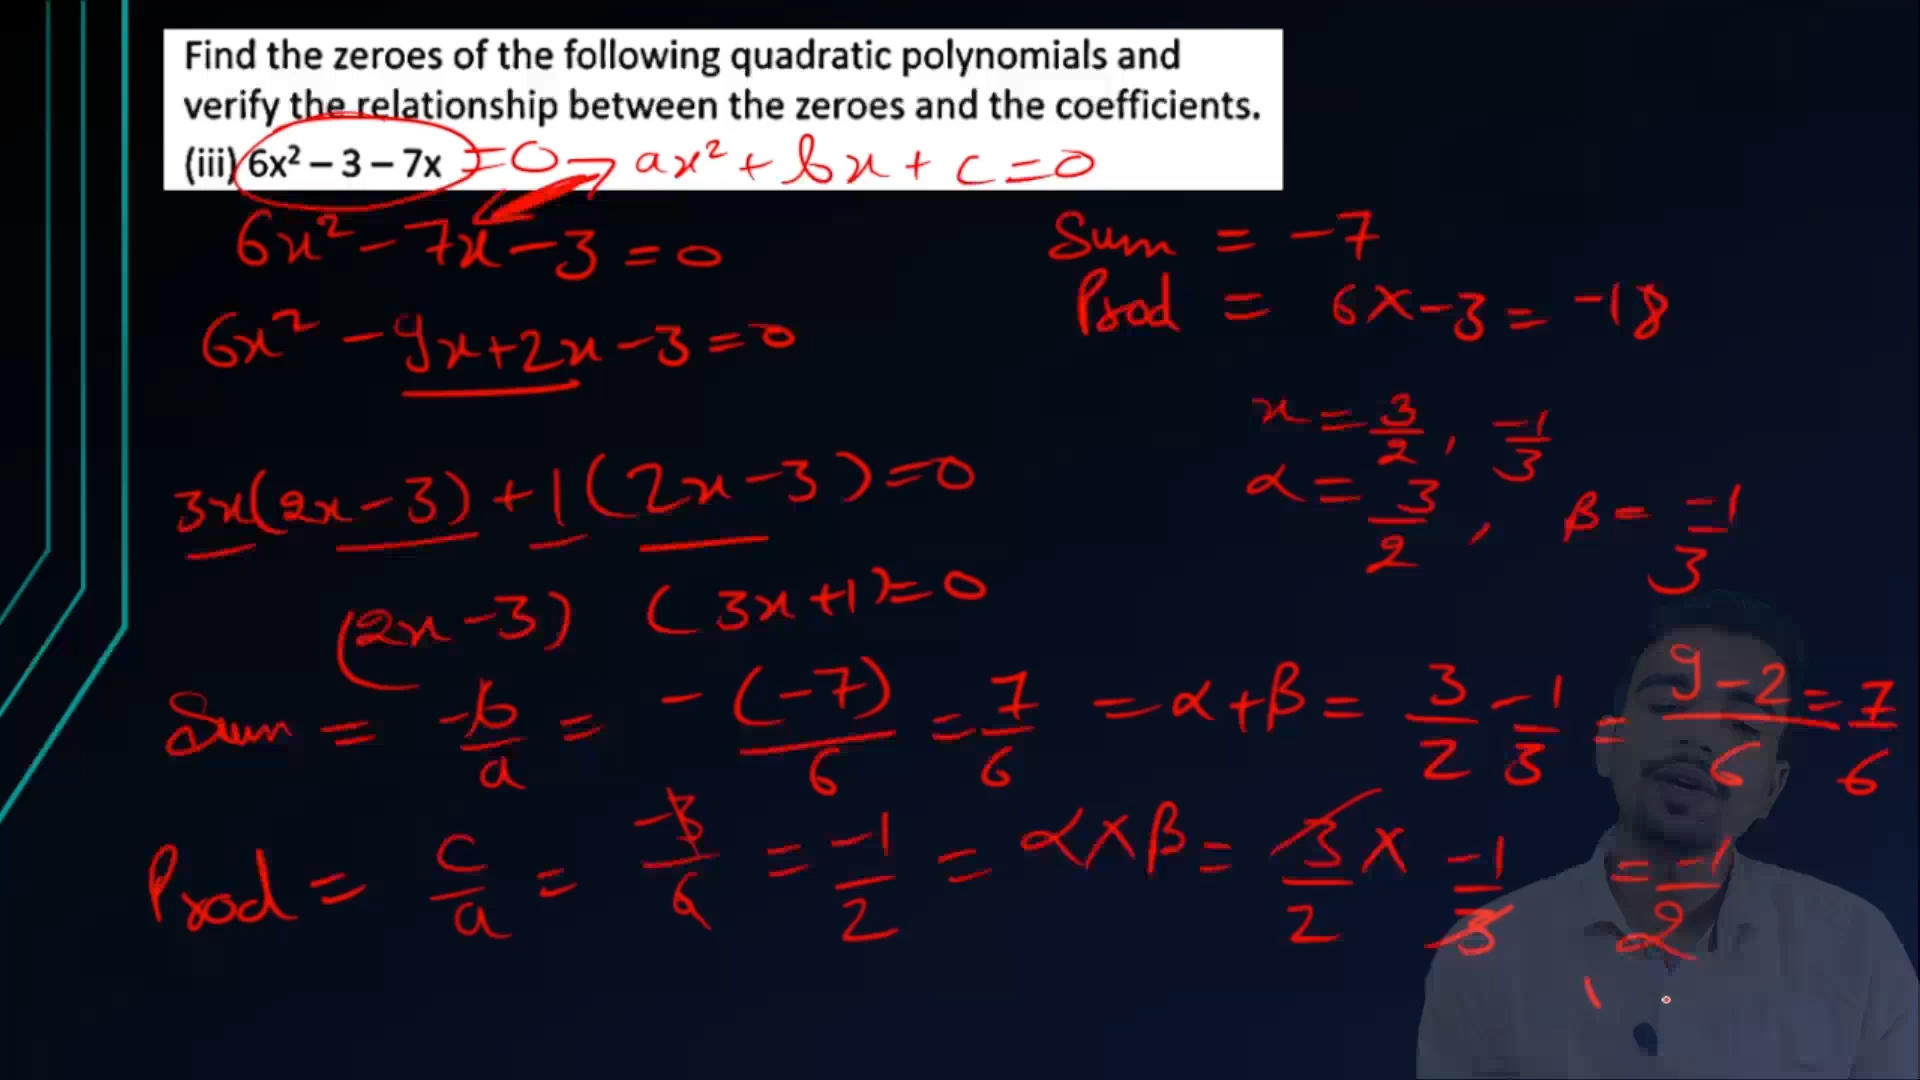 Find the zeroes of the following quadratic polynomials and
verify the relationship between the zeroes and the coefficients.
(iii) 6x² – 3 – 7x =0 → ax² + bx + c = 0
6x² – 7x – 3 = 0
6x² – 9x + 2x – 3 = 0
3x(2x – 3) + 1(2x – 3) = 0
(2x – 3) (3x + 1) = 0
Sum = –7
Prod = 6x – 3 = –18
x = 3/2, –1/3
α = 3/2, β = –1/3
Sum = –b/a = –(–7)/6 = 7/6 = α + β = 3/2 – 1/3 = 9–2/6 = 7/6
Prod = c/a = –3/6 = –1/2 = α × β = 3/2 × –1/3 = –1/2